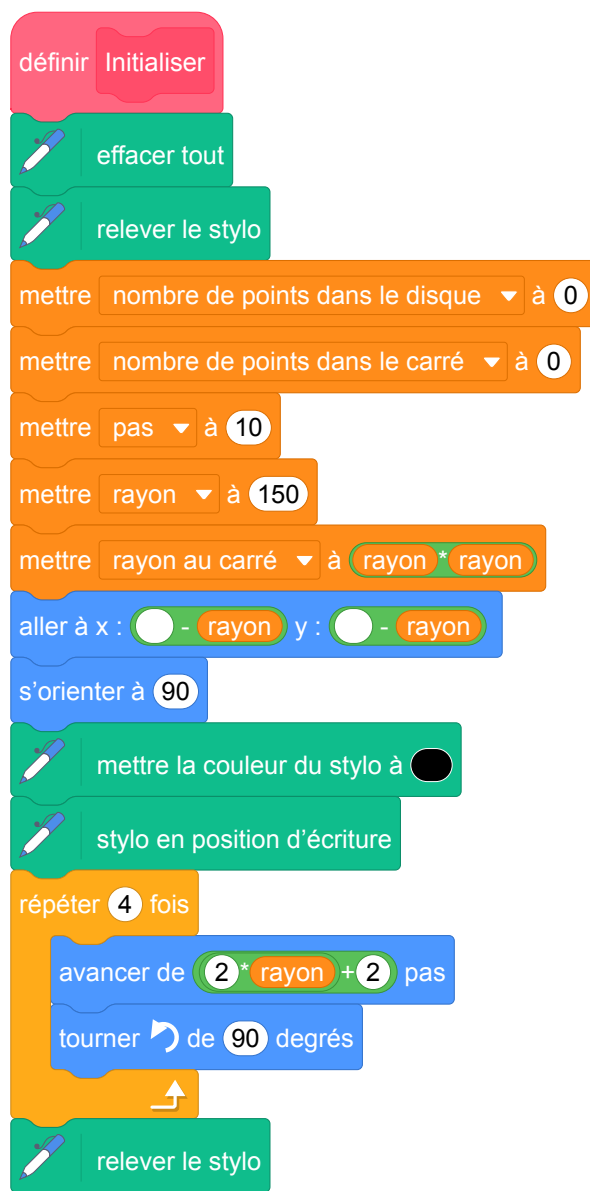 définir Initialiser
effacer tout
relever le stylo
mettre nombre de points dans le disque à 0
mettre nombre de points dans le carré à 0
mettre pas à 10
mettre rayon à 150
mettre rayon au carré à rayon * rayon
aller à x : - rayon y : - rayon
s’orienter à 90
mettre la couleur du stylo à
stylo en position d’écriture
répéter 4 fois
avancer de 2 * rayon + 2 pas
tourner de 90 degrés
relever le stylo